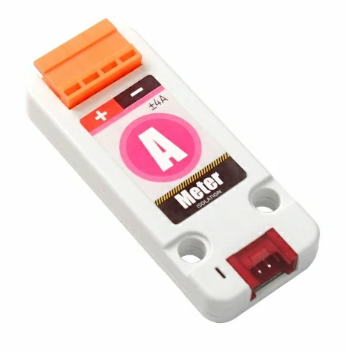 + - ±4A
A
Meter
ISOLATION